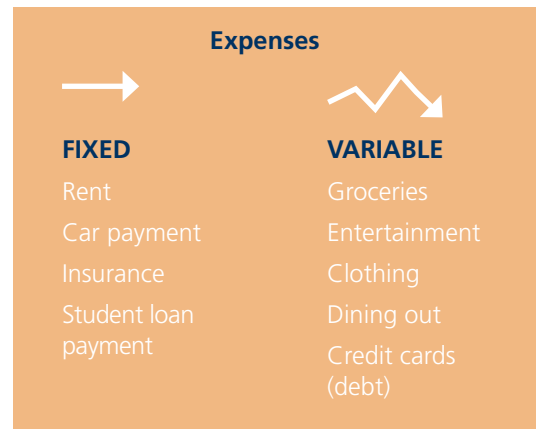 Expenses
FIXED
Rent
Car payment
Insurance
Student loan
payment
VARIABLE
Groceries
Entertainment
Clothing
Dining out
Credit cards
(debt)